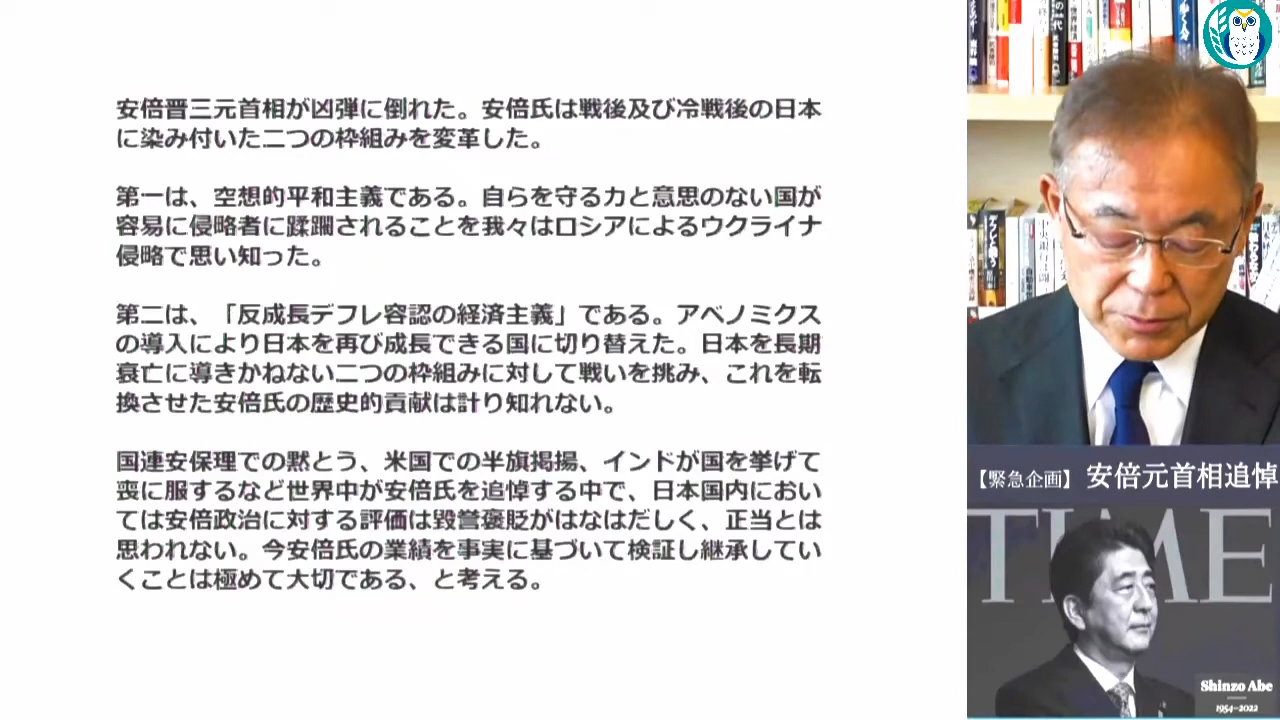 安倍晋三元首相が凶弾に倒れた。安倍氏は戦後及び冷戦後の日本
に染み付いた二つの枠組みを変革した。
第一は、空想的平和主義である。自らを守る力と意思のない国が
容易に侵略者に蹂躙されることを我々はロシアによるウクライナ
侵略で思い知った。
第二は、「反成長デフレ容認の経済主義」である。アベノミクス
の導入により日本を再び成長できる国に切り替えた。日本を長期
衰亡に導きかねない二つの枠組みに対して戦いを挑み、これを転
換させた安倍氏の歴史的貢献は計り知れない。
国連安保理での黙とう、米国での半旗掲揚、インドが国を挙げて
喪に服するなど世界中が安倍氏を追悼する中で、日本国内におい
ては安倍政治に対する評価は毀誉褒貶がはなはだしく、正当とは
思われない。今安倍氏の業績を事実に基づいて検証し継承してい
くことは極めて大切である、と考える。
【緊急企画】 安倍元首相追悼
TIME
Shinzo Abe
1954–2022